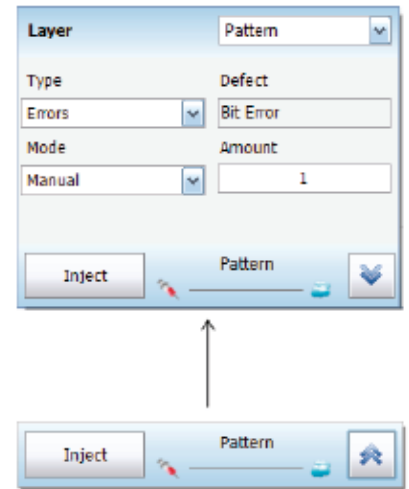 Layer Pattern
Type Defect
Errors Bit Error
Mode Amount
Manual 1
Inject Pattern
Inject Pattern